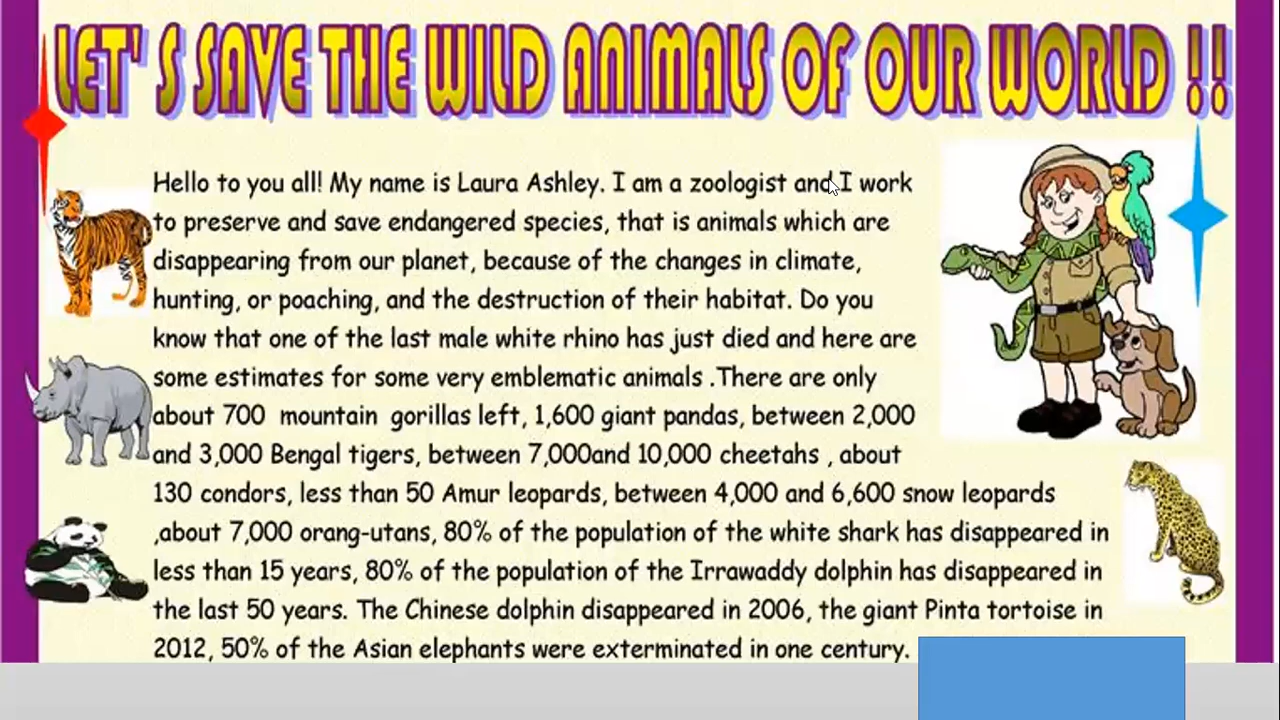 LET' S SAVE THE WILD ANIMALS OF OUR WORLD !!
Hello to you all! My name is Laura Ashley. I am a zoologist and I work
to preserve and save endangered species, that is animals which are
disappearing from our planet, because of the changes in climate,
hunting, or poaching, and the destruction of their habitat. Do you
know that one of the last male white rhino has just died and here are
some estimates for some very emblematic animals .There are only
about 700 mountain gorillas left, 1,600 giant pandas, between 2,000
and 3,000 Bengal tigers, between 7,000and 10,000 cheetahs , about
130 condors, less than 50 Amur leopards, between 4,000 and 6,600 snow leopards
,about 7,000 orang-utans, 80% of the population of the white shark has disappeared in
less than 15 years, 80% of the population of the Irrawaddy dolphin has disappeared in
the last 50 years. The Chinese dolphin disappeared in 2006, the giant Pinta tortoise in
2012, 50% of the Asian elephants were exterminated in one century.